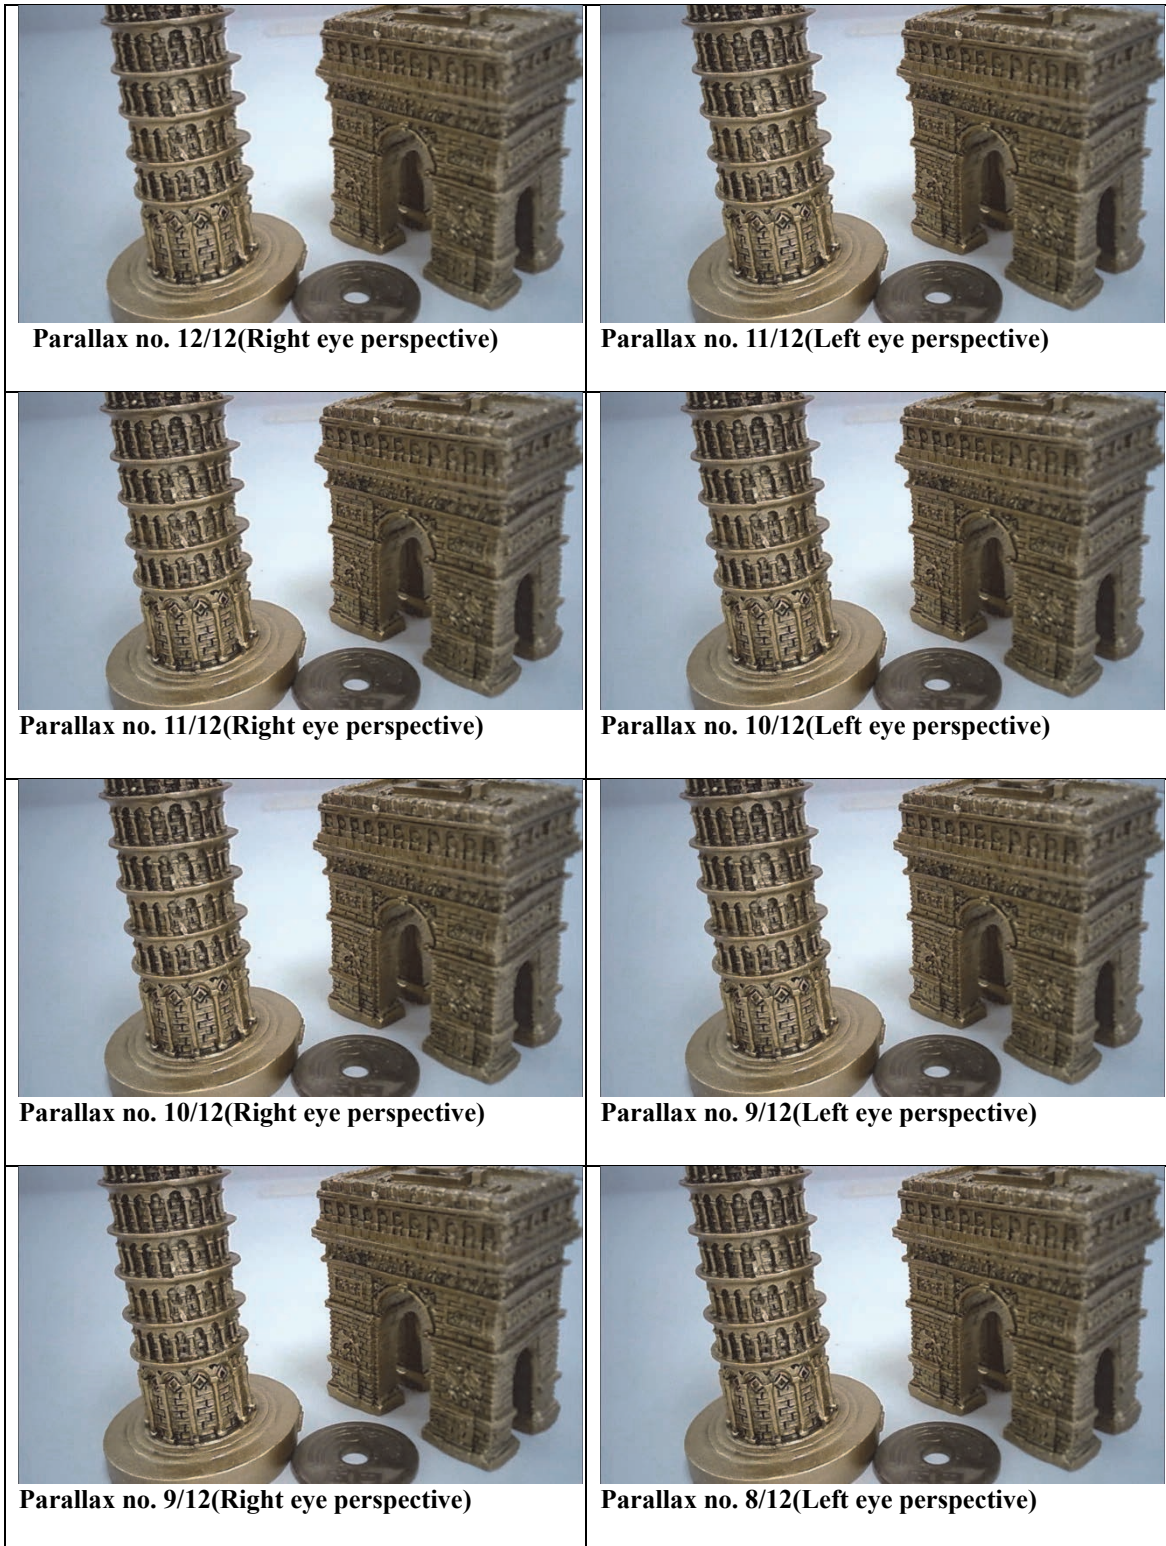 Parallax no. 12/12(Right eye perspective)
Parallax no. 11/12(Left eye perspective)
Parallax no. 11/12(Right eye perspective)
Parallax no. 10/12(Left eye perspective)
Parallax no. 10/12(Right eye perspective)
Parallax no. 9/12(Left eye perspective)
Parallax no. 9/12(Right eye perspective)
Parallax no. 8/12(Left eye perspective)